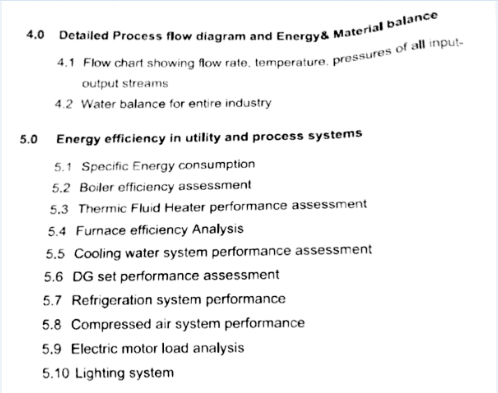 4.0 Detailed Process flow diagram and Energy& Material balance
4.1 Flow chart showing flow rate, temperature, pressures of all input-
output streams
4.2 Water balance for entire industry
5.0 Energy efficiency in utility and process systems
5.1 Specific Energy consumption
5.2 Boiler efficiency assessment
5.3 Thermic Fluid Heater performance assessment
5.4 Furnace efficiency Analysis
5.5 Cooling water system performance assessment
5.6 DG set performance assessment
5.7 Refrigeration system performance
5.8 Compressed air system performance
5.9 Electric motor load analysis
5.10 Lighting system